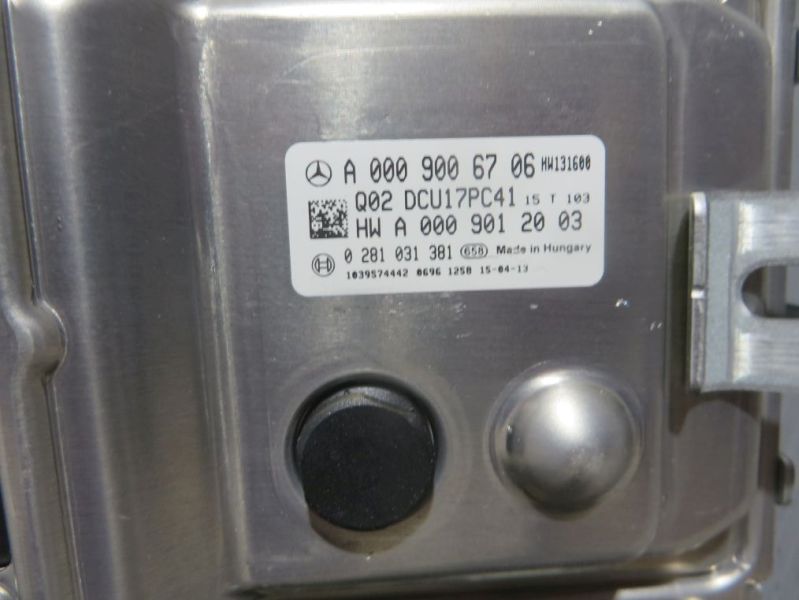 A 000 900 67 06 HW131600
Q02 DCU17PC41 15 T 103
HW A 000 901 20 03
0 281 031 381 658 Made in Hungary
1039574442 0696 1258 15-04-13